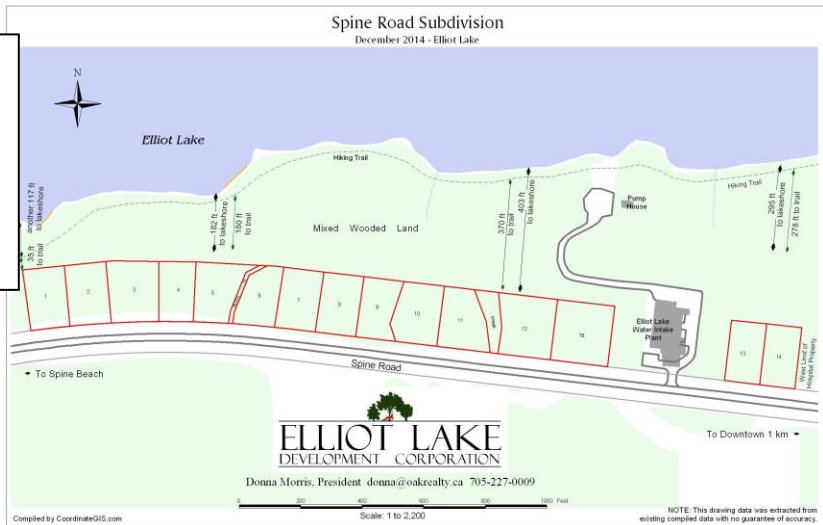 Spine Road Subdivision
December 2014 - Elliot Lake
N
Elliot Lake
Hiking Trail
Hiking Trail
another 117 ft
to lakeshore
35 ft
to trail
182 ft
to lakeshore
180 ft
to trail
Mixed Wooded Land
370 ft
to trail
403 ft
to lakeshore
Pump
House
295 ft
to lakeshore
278 ft to trail
1
2
3
4
5
6
7
8
9
10
11
12
Elliot Lake
Water Intake
Plant
13
14
West Limit of
Hospital Property
Spine Road
To Spine Beach
To Downtown 1 km
ELLIOT LAKE
DEVELOPMENT CORPORATION
Donna Morris, President donna@oakrealty.ca 705-227-0009
0 200 400 600 800 1000 Feet
Scale: 1 to 2,200
Compiled by CoordinateGIS.com
NOTE: This drawing data was extracted from
existing compiled data with no guarantee of accuracy.